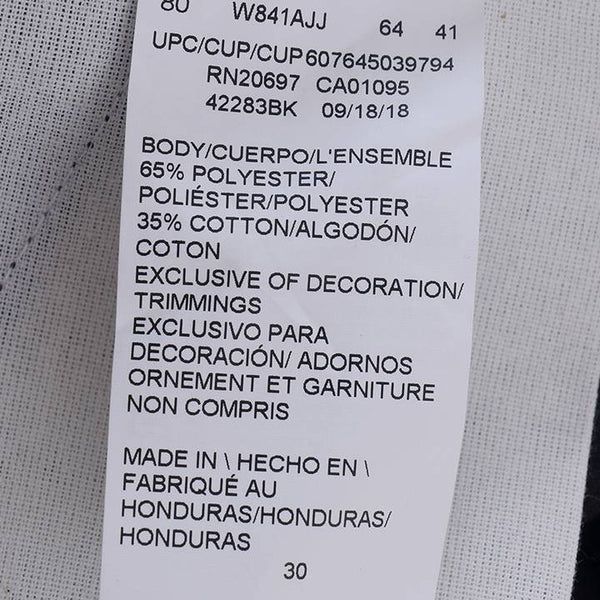 80 W841AJJ 64 41
UPC/CUP/CUP 607645039794
RN20697 CA01095
42283BK 09/18/18
BODY/CUERPO/L'ENSEMBLE
65% POLYESTER/
POLIÉSTER/POLYESTER
35% COTTON/ALGODÓN/
COTON
EXCLUSIVE OF DECORATION/
TRIMMINGS
EXCLUSIVO PARA
DECORACIÓN/ ADORNOS
ORNEMENT ET GARNITURE
NON COMPRIS
MADE IN \ HECHO EN \
FABRIQUÉ AU
HONDURAS/HONDURAS/
HONDURAS
30